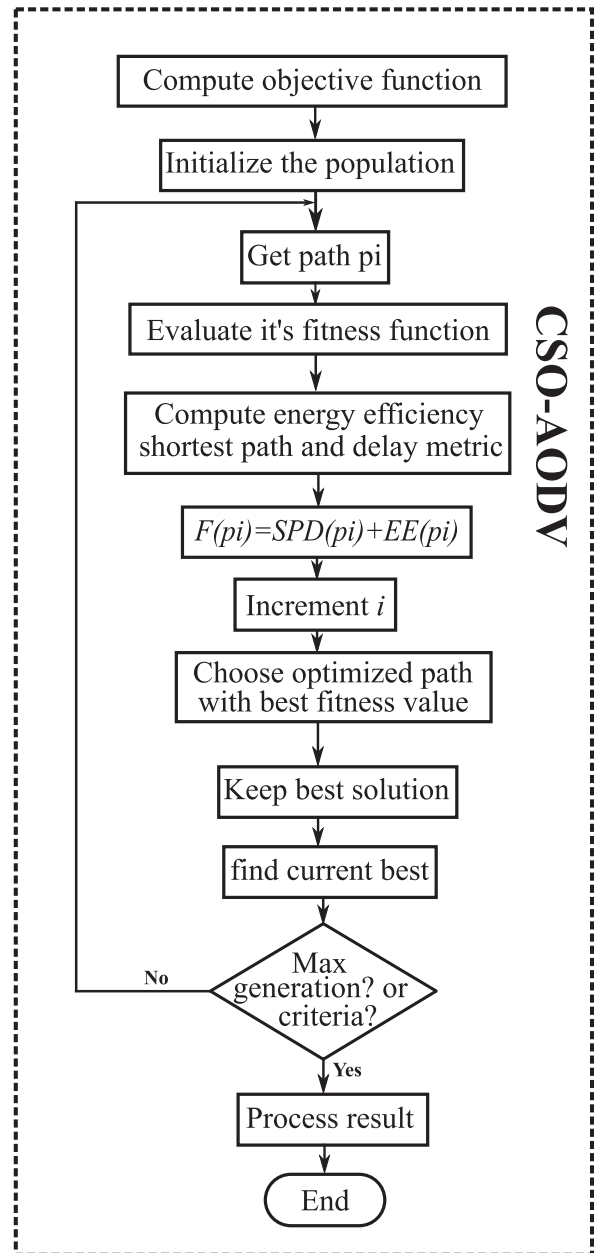 Compute objective function
Initialize the population
Get path pi
Evaluate it's fitness function
Compute energy efficiency
shortest path and delay metric
F(pi)=SPD(pi)+EE(pi)
Increment i
Choose optimized path
with best fitness value
Keep best solution
find current best
Max
generation? or
criteria?
No
Yes
Process result
End
CSO-AODV